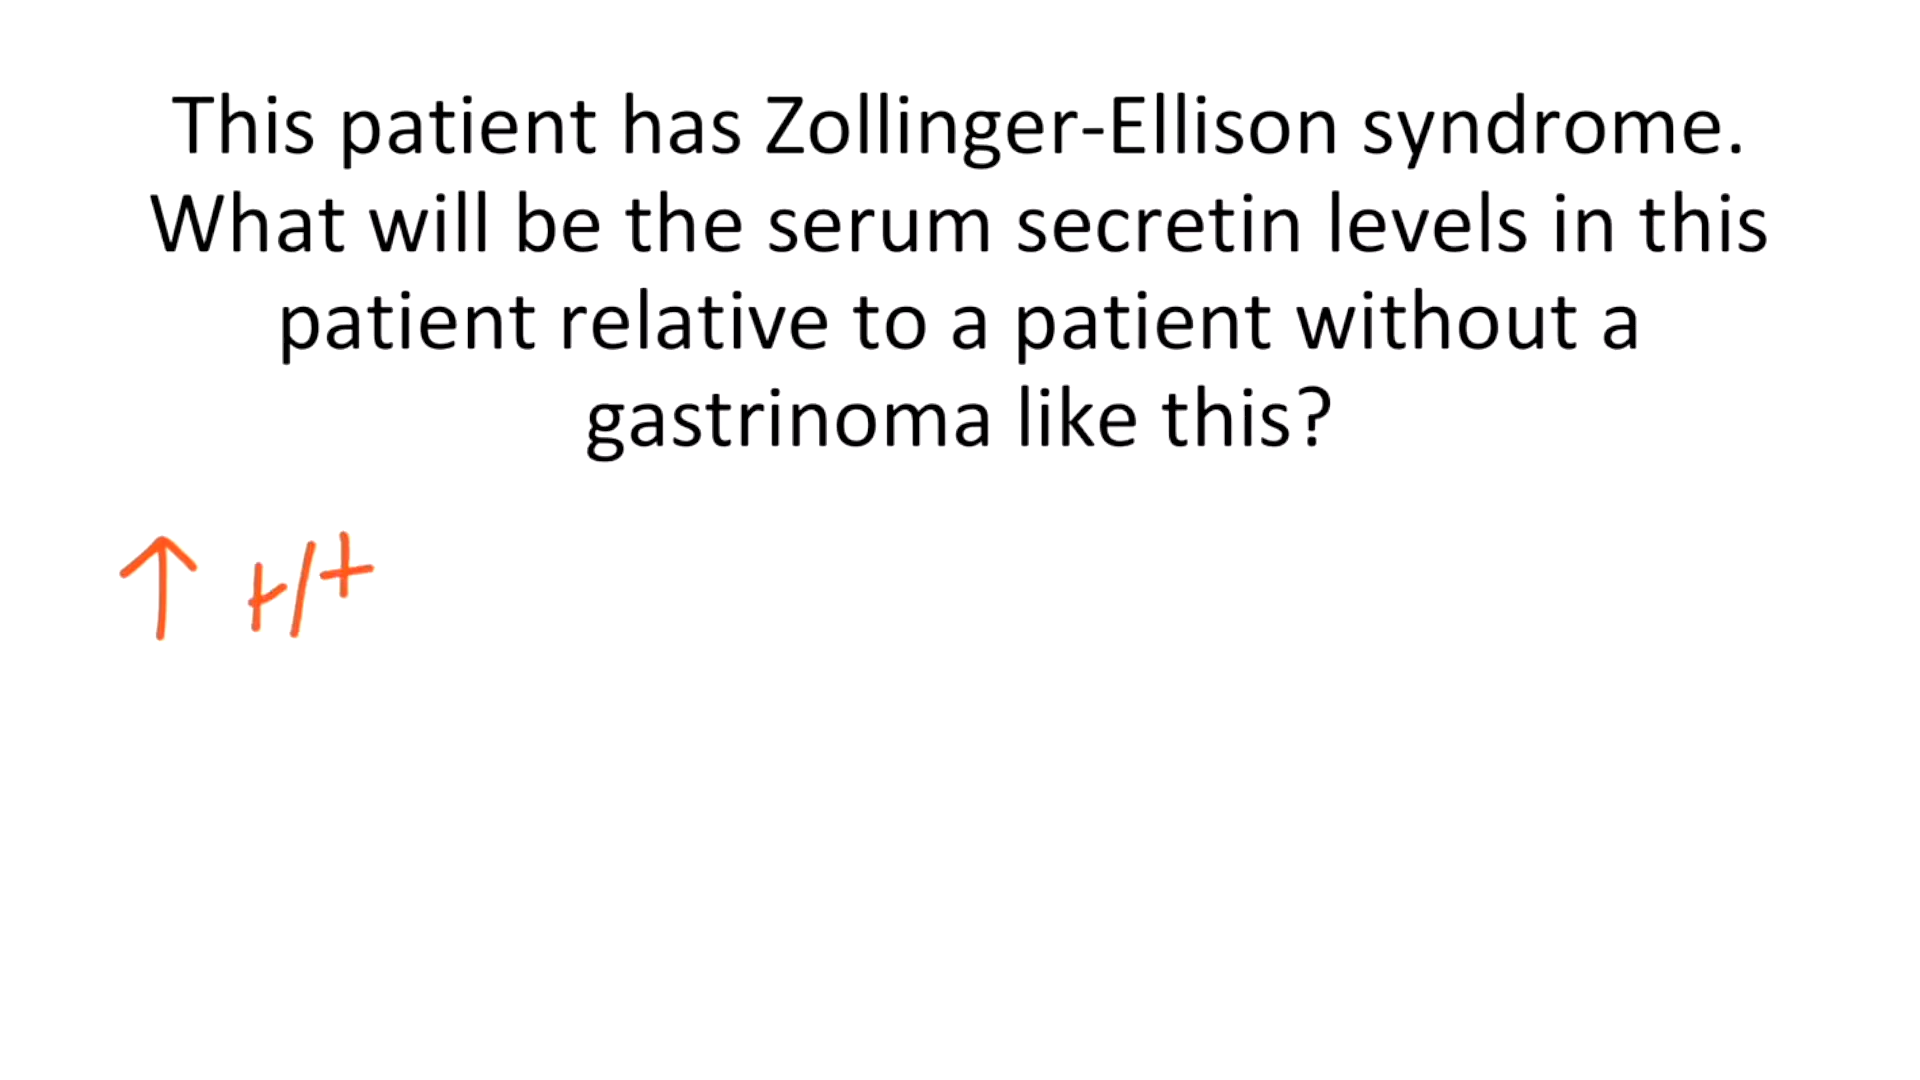 This patient has Zollinger-Ellison syndrome.
What will be the serum secretin levels in this
patient relative to a patient without a
gastrinoma like this?
↑ +/+